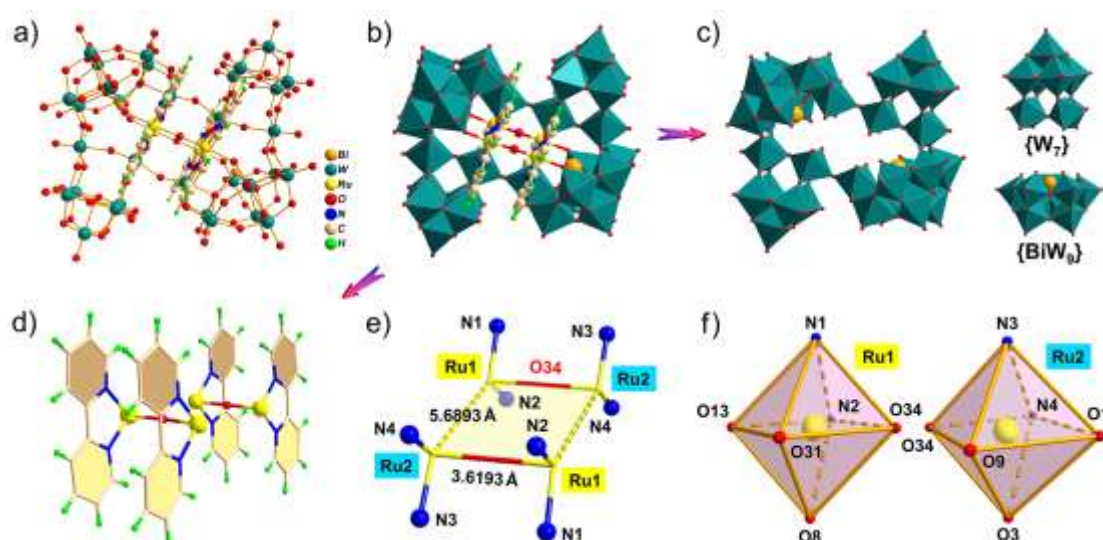 a)
b)
c)
Bi
W
Ru
O
N
C
H
{W₇}
{BiW₉}
d)
e)
f)
N1
N3
Ru1
O34
Ru2
N2
5.6893 Å
N4
N4
N2
Ru2
3.6193 Å
Ru1
N3
N1
N1
Ru1
N3
Ru2
O13
N2
O34
O34
N4
O31
O9
O8
O3